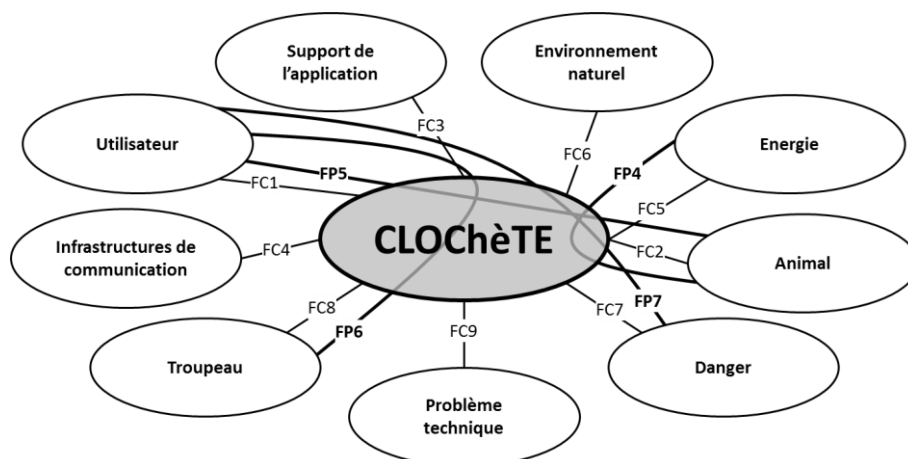 Support de
l’application
Environnement
naturel
Utilisateur
FC3
Energie
FC6
FP4
FP5
FC1
FC5
CLOChèTE
Infrastructures de
communication
FC4
FC2
Animal
FC8
FC7
FP7
FP6
FC9
Troupeau
Danger
Problème
technique